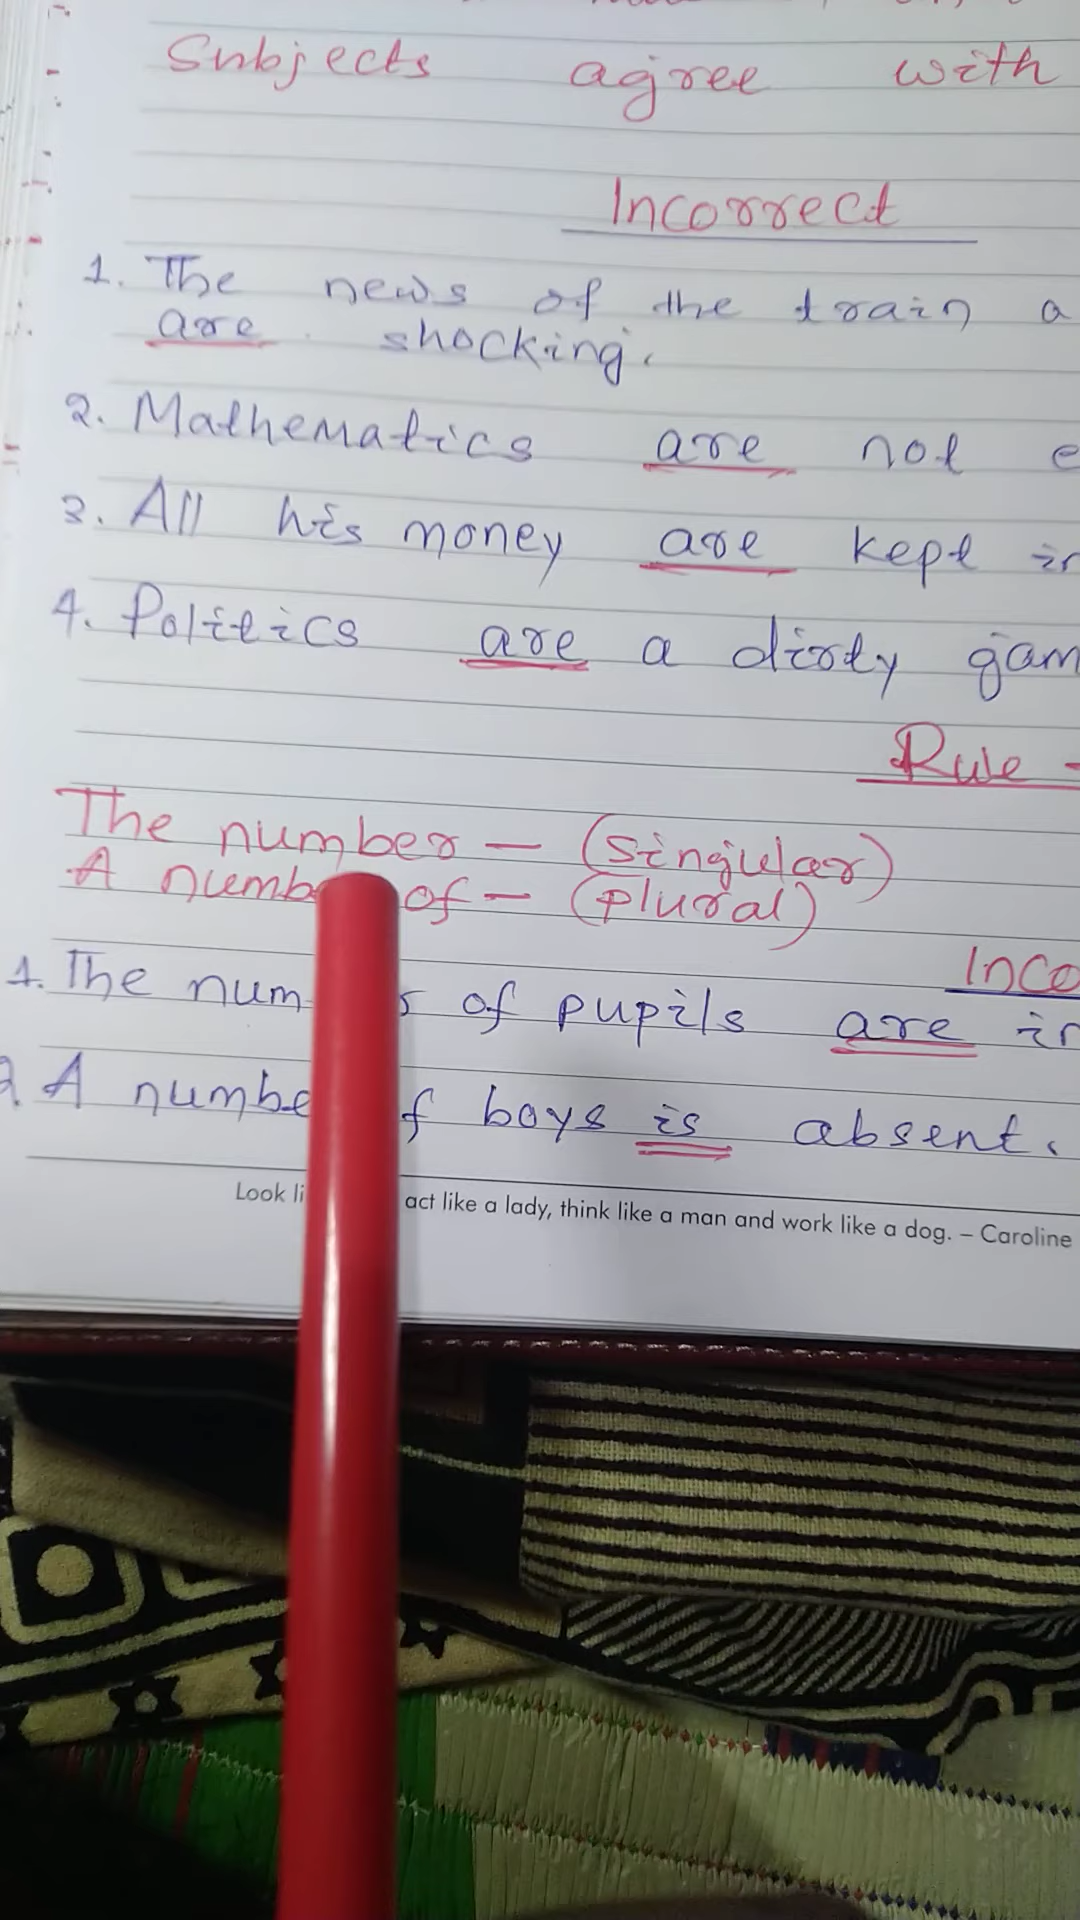 Subjects agree with
Incorrect
1. The news of the train a
are shocking.
2. Mathematics are not e
3. All his money are kept in
4. Politics are a dirty gam
Rule -
The number - (singular)
A numb of - (plural)
Inco
1. The num r of pupils are in
2. A numbe f boys is absent.
Look li act like a lady, think like a man and work like a dog. – Caroline